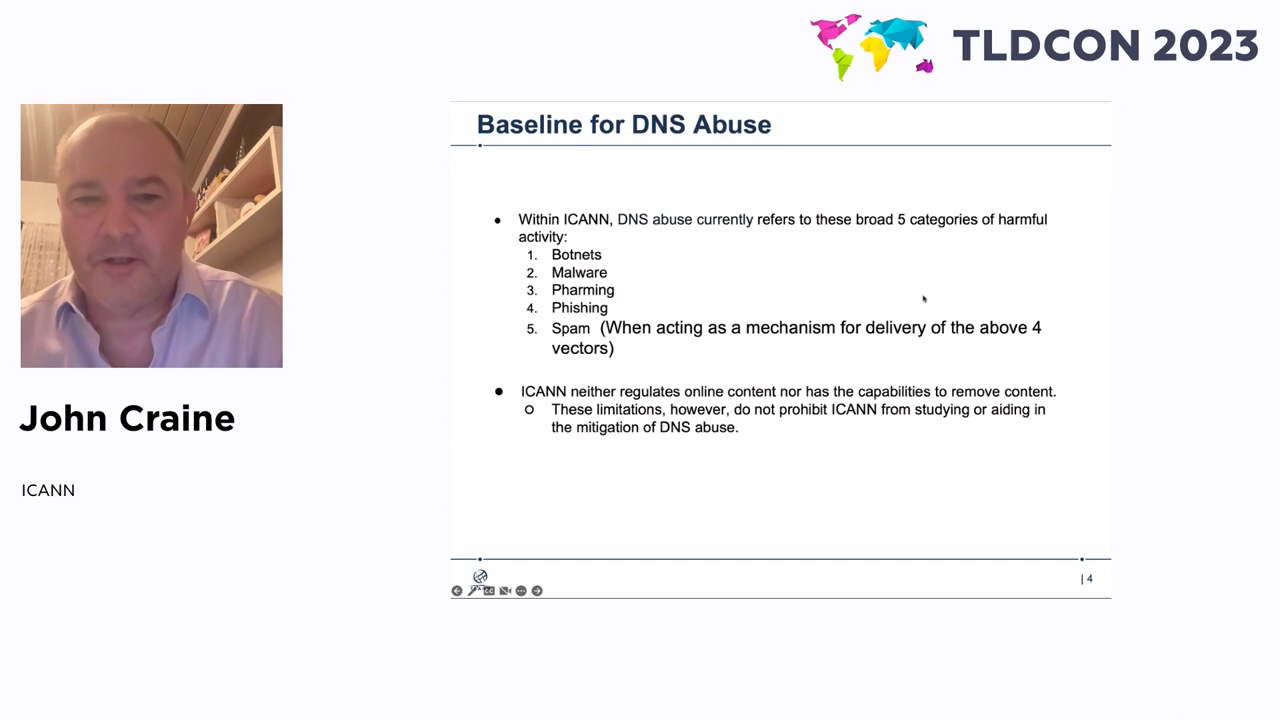 TLDCON 2023
Baseline for DNS Abuse
● Within ICANN, DNS abuse currently refers to these broad 5 categories of harmful
activity:
1. Botnets
2. Malware
3. Pharming
4. Phishing
5. Spam (When acting as a mechanism for delivery of the above 4
vectors)
● ICANN neither regulates online content nor has the capabilities to remove content.
○ These limitations, however, do not prohibit ICANN from studying or aiding in
the mitigation of DNS abuse.
| 4
John Craine
ICANN